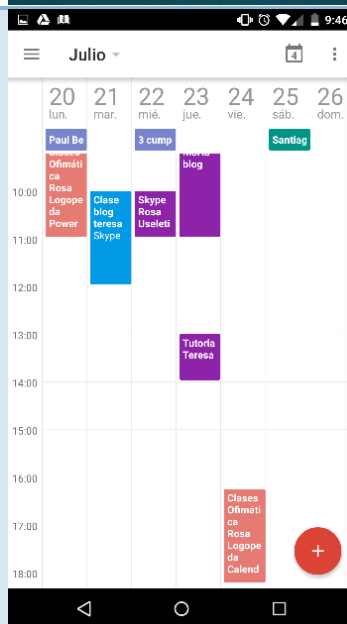 9:46
Julio
4
20 21 22 23 24 25 26
lun. mar. mié. jue. vie. sáb. dom.
Paul Be
3 cump
Santiag
Clases
Ofimáti
ca
Rosa
Logope
da
Power
Clase
blog
teresa
Skype
Skype
Rosa
Useleti
blog
Tutoria
Teresa
Clases
Ofimáti
ca
Rosa
Logope
da
Calend
10:00
11:00
12:00
13:00
14:00
15:00
16:00
17:00
18:00